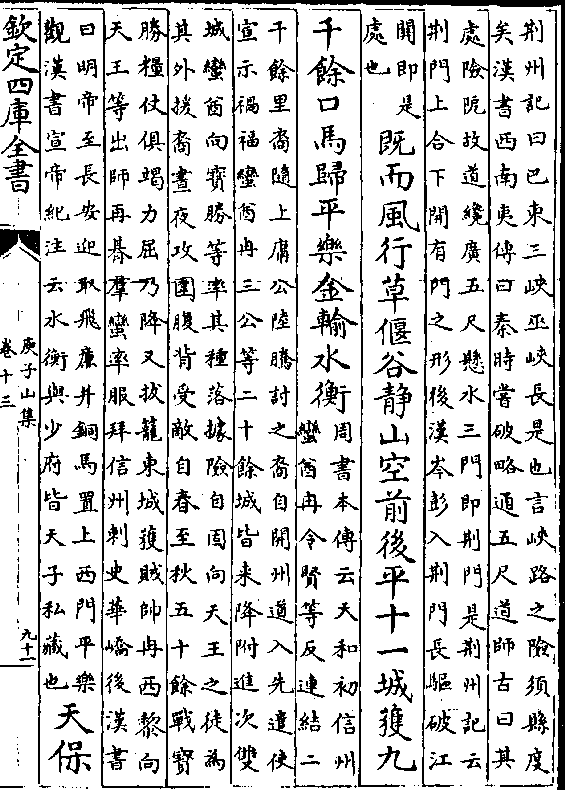 荆州記曰巴東三峽巫峽長是也言峽路之險須縣度
矣漢書西南夷傳曰秦時嘗破略通五尺道師古曰其
處險阨故道纔廣五尺懸水三門即荆門是荆州記云
荆門上合下開有門之形後漢岑彭入荆門長驅破江
關即是
處也
既而風行草偃谷静山空前後平十一城獲九
千餘口馬歸平樂金輸水衡
周書本傳云天和初信州
蠻酋冉令賢等反連結二
千餘里裔隨上庸公陸騰討之裔自開州道入先遣使
宣示禍福蠻酋冉三公等二十餘城皆来降附進次雙
城蠻酋向寶勝等率其種落據險自固向天王之徒為
其外援裔晝夜攻圍腹背受敵自春至秋五十餘戰寶
勝糧仗俱竭力屈乃降又拔籠東城獲賊帥冉西黎向
天王等出師再朞羣蠻率服拜信州刺史華嶠後漢書
曰明帝至長安迎取飛廉并銅馬置上西門平樂
觀漢書宣帝紀注云水衡與少府皆天子私藏也
天保
欽定四庫全書
庾子山集
卷十三
九十一